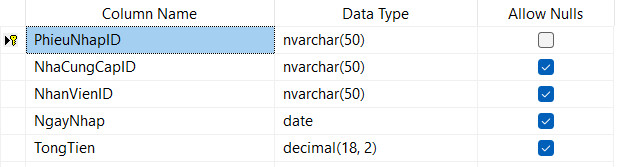 Column Name Data Type Allow Nulls
PhieuNhapID nvarchar(50)
NhaCungCapID nvarchar(50)
NhanVienID nvarchar(50)
NgayNhap date
TongTien decimal(18, 2)